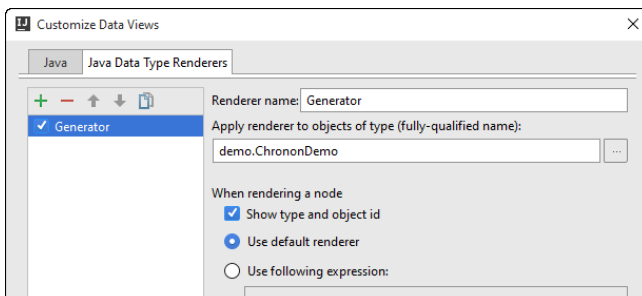 Customize Data Views
Java
Java Data Type Renderers
Renderer name: Generator
Generator
Apply renderer to objects of type (fully-qualified name):
demo.ChrononDemo
...
When rendering a node
Show type and object id
Use default renderer
Use following expression: